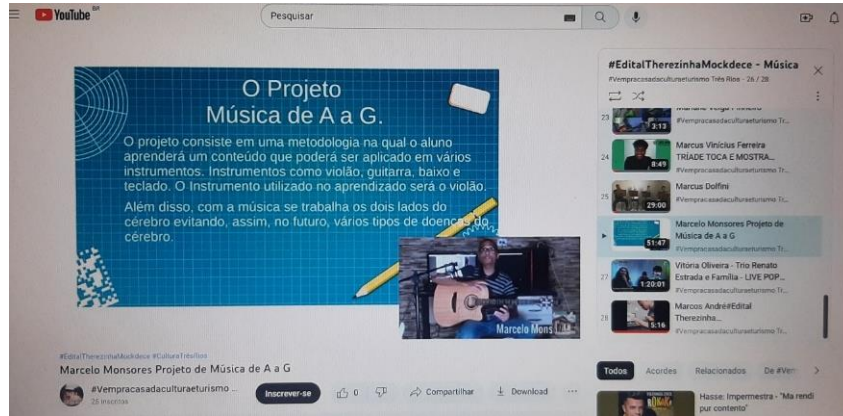 YouTube BR
Pesquisar
O Projeto
Música de A a G.
O projeto consiste em uma metodologia na qual o aluno
aprenderá um conteúdo que poderá ser aplicado em vários
instrumentos. Instrumentos como violão, guitarra, baixo e
teclado. O Instrumento utilizado no aprendizado será o violão.
Além disso, com a música se trabalha os dois lados do
cérebro evitando, assim, no futuro, vários tipos de doenças do
cérebro.
Marcelo Mons
#EditalTherezinhaMockdece #CulturaTrêsRios
Marcelo Monsores Projeto de Música de A a G
#Vempracasadaculturaeturismo ...
25 inscritos
Inscrever-se
0
Compartilhar
Download
#EditalTherezinhaMockdece - Música
#Vempracasadaculturaeturismo Três Rios - 26 / 28
23
3:13
#Vempracasadaculturaeturismo Tr...
24
8:49
Marcus Vinícius Ferreira
TRÍADE TOCA E MOSTRA...
#Vempracasadaculturaeturismo Tr...
25
29:00
Marcus Dolfini
#Vempracasadaculturaeturismo Tr...
51:47
Marcelo Monsores Projeto de
Música de A a G
#Vempracasadaculturaeturismo Tr...
27
1:20:01
Vitória Oliveira - Trio Renato
Estrada e Família - LIVE POP...
#Vempracasadaculturaeturismo Tr...
28
5:16
Marcos André#Edital
Therezinha...
#Vempracasadaculturaeturismo Tr...
Todos
Acordes
Relacionados
De #Vem
Hasse: Impermestra - "Ma rendi
pur contento"